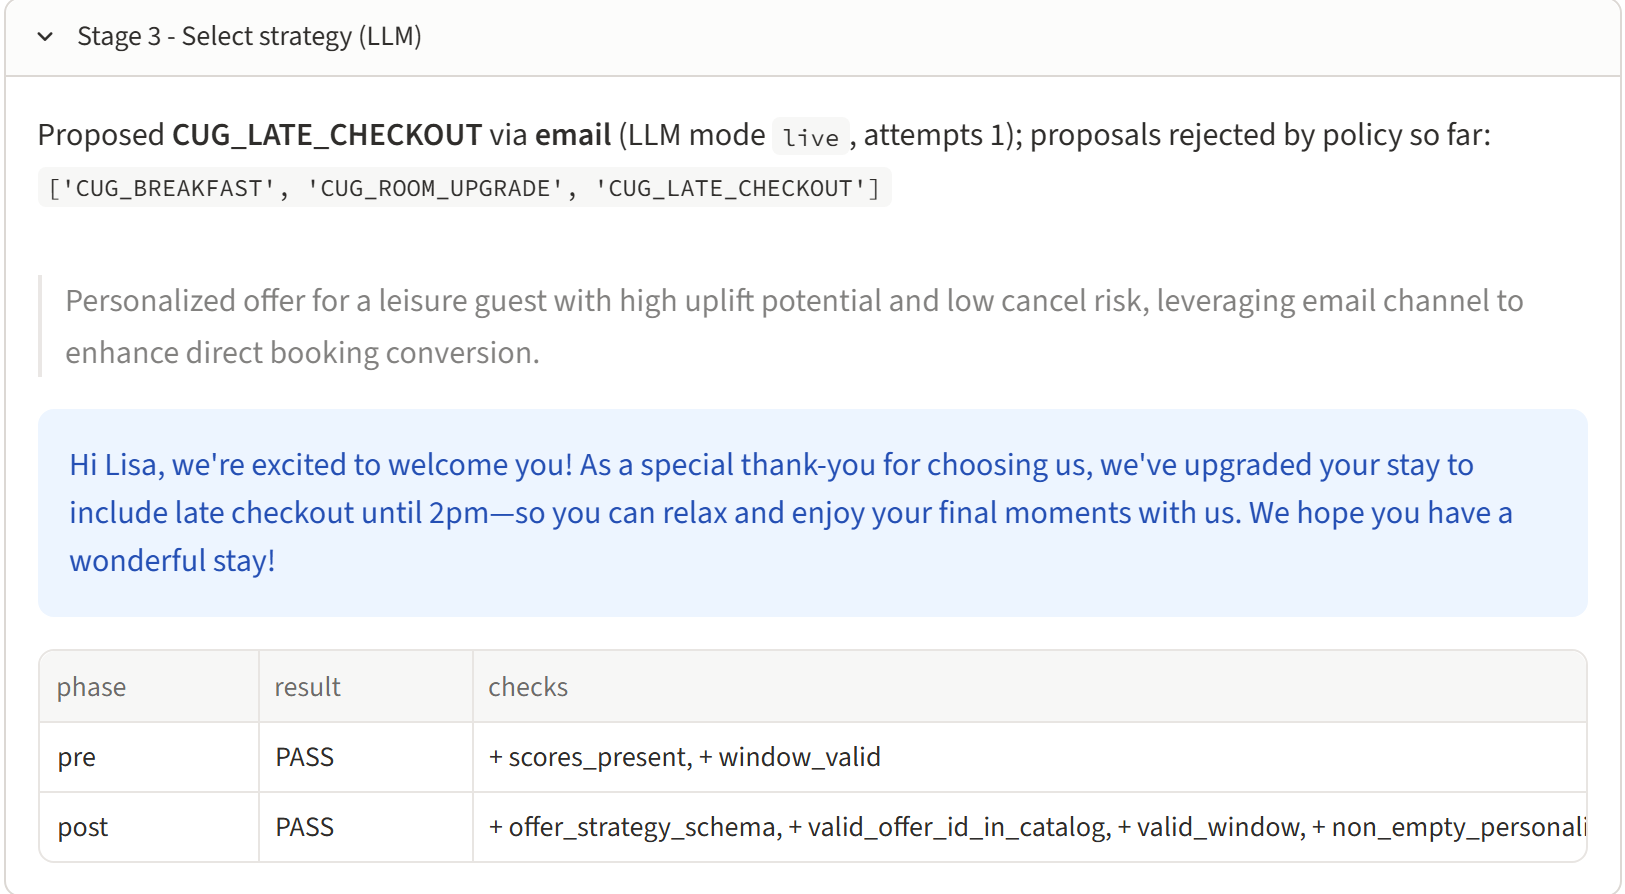 Stage 3 - Select strategy (LLM)
Proposed CUG_LATE_CHECKOUT via email (LLM mode live, attempts 1); proposals rejected by policy so far:
['CUG_BREAKFAST', 'CUG_ROOM_UPGRADE', 'CUG_LATE_CHECKOUT']
Personalized offer for a leisure guest with high uplift potential and low cancel risk, leveraging email channel to
enhance direct booking conversion.
Hi Lisa, we're excited to welcome you! As a special thank-you for choosing us, we've upgraded your stay to
include late checkout until 2pm—so you can relax and enjoy your final moments with us. We hope you have a
wonderful stay!
phase result checks
pre PASS + scores_present, + window_valid
post PASS + offer_strategy_schema, + valid_offer_id_in_catalog, + valid_window, + non_empty_personali